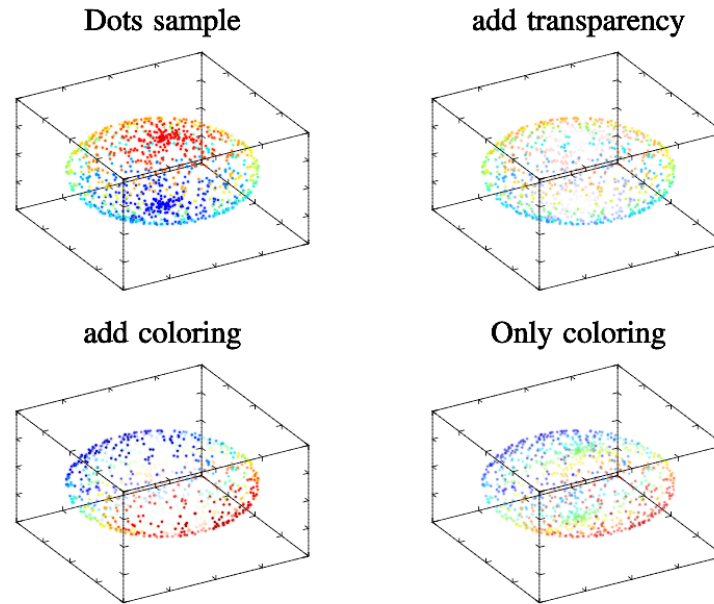 Dots sample
add transparency
add coloring
Only coloring